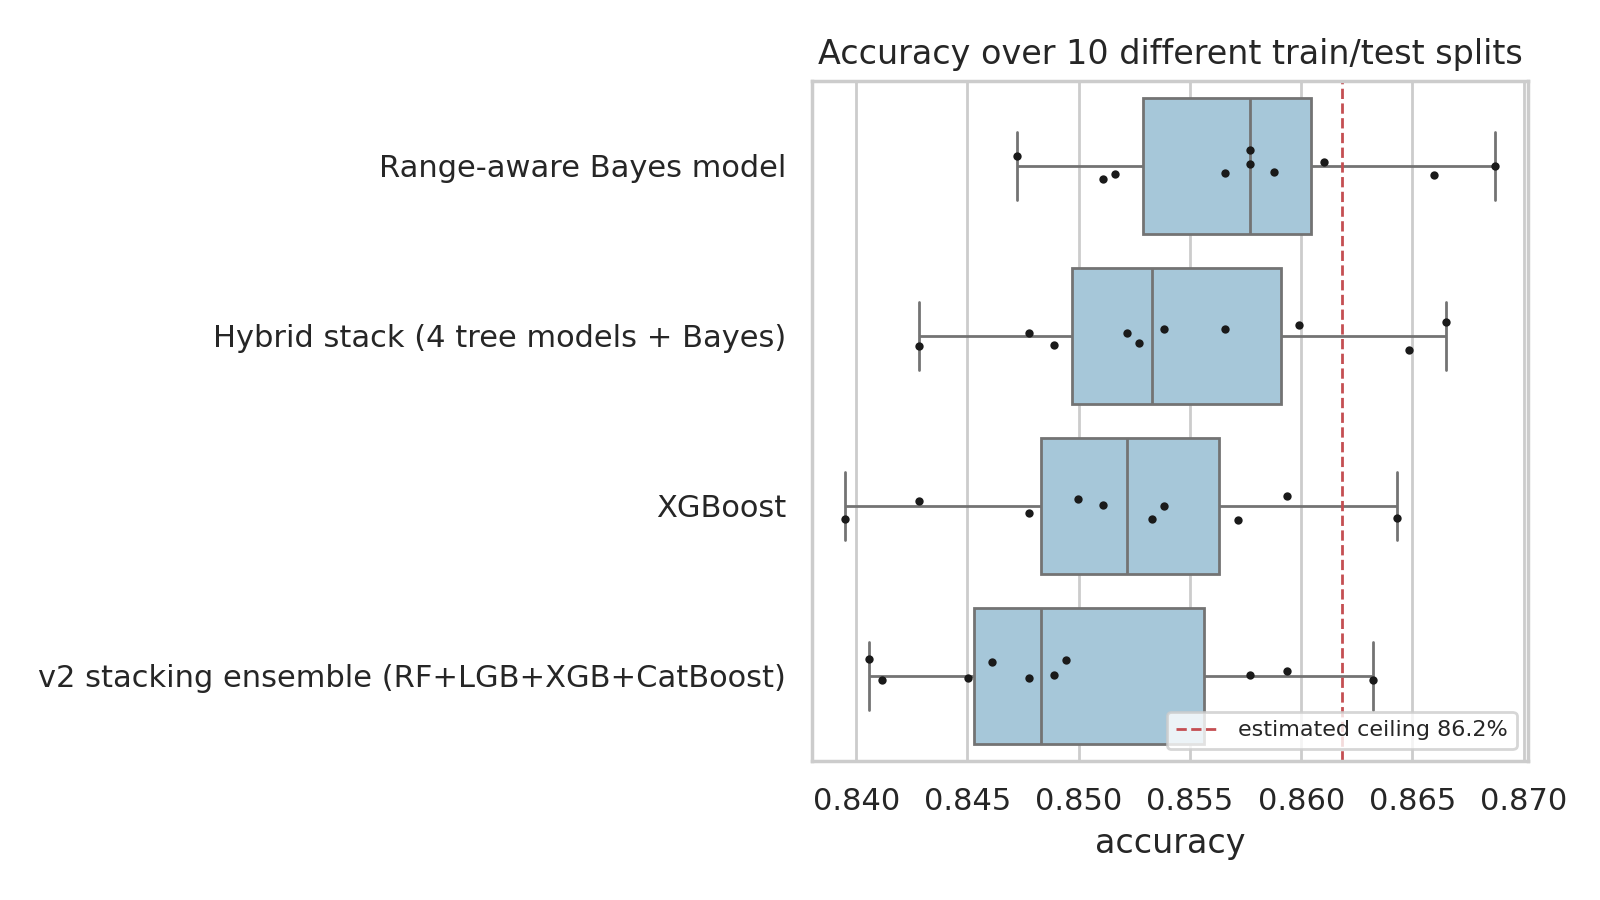 Accuracy over 10 different train/test splits
Range-aware Bayes model
Hybrid stack (4 tree models + Bayes)
XGBoost
v2 stacking ensemble (RF+LGB+XGB+CatBoost)
estimated ceiling 86.2%
0.840 0.845 0.850 0.855 0.860 0.865 0.870
accuracy